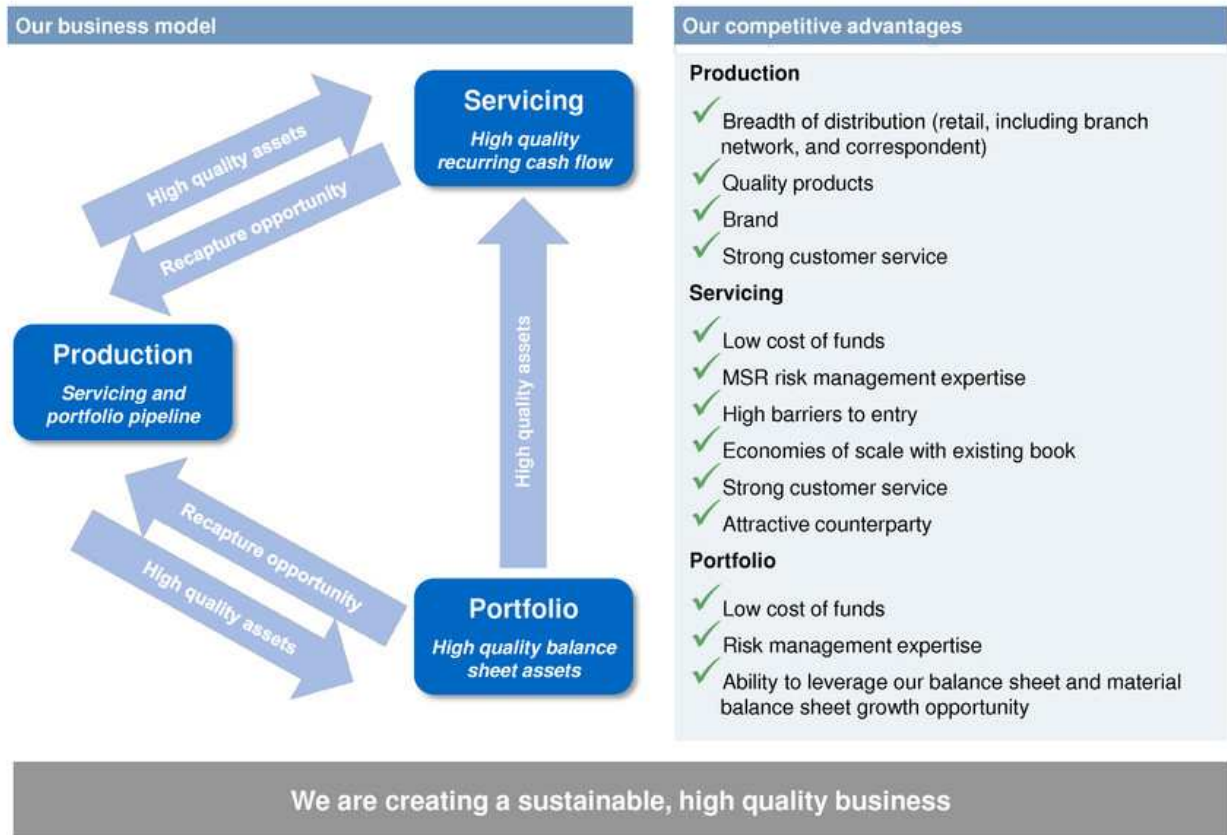 Our business model
Servicing
High quality
recurring cash flow
High quality assets
Recapture opportunity
Production
Servicing and
portfolio pipeline
High quality assets
Recapture opportunity
High quality assets
Portfolio
High quality balance
sheet assets
Our competitive advantages
Production
Breadth of distribution (retail, including branch
network, and correspondent)
Quality products
Brand
Strong customer service
Servicing
Low cost of funds
MSR risk management expertise
High barriers to entry
Economies of scale with existing book
Strong customer service
Attractive counterparty
Portfolio
Low cost of funds
Risk management expertise
Ability to leverage our balance sheet and material
balance sheet growth opportunity
We are creating a sustainable, high quality business